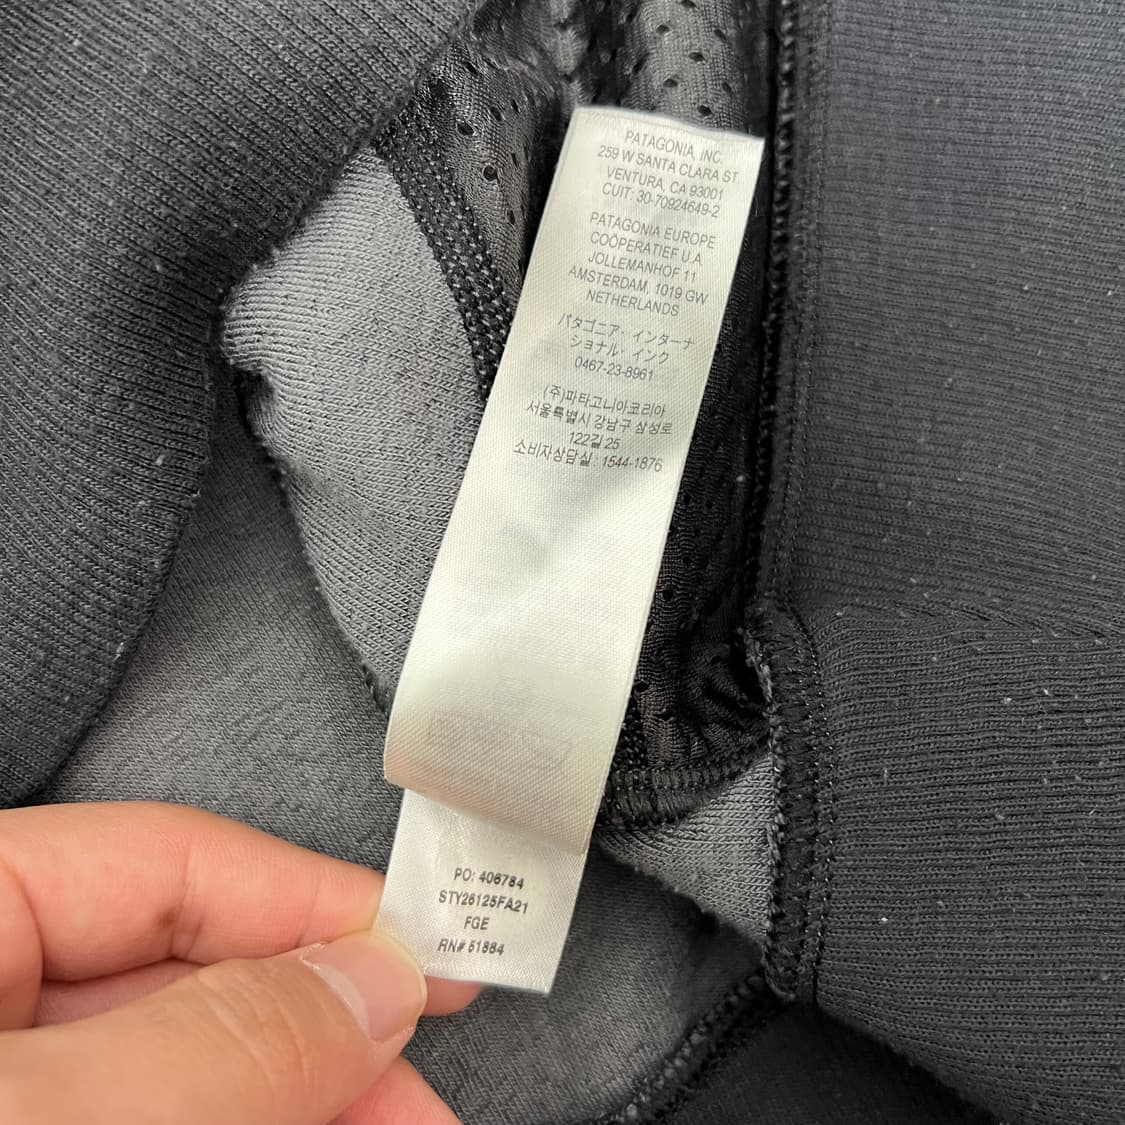 PATAGONIA, INC.
259 W SANTA CLARA ST
VENTURA, CA 93001
CUIT: 30-70924649-2
PATAGONIA EUROPE
COÖPERATIEF U.A.
JOLLEMANHOF 11
AMSTERDAM, 1019 GW
NETHERLANDS
パタゴニア・インターナ
ショナル・インク
0467-23-8961
(주)파타고니아코리아
서울특별시 강남구 삼성로
122길 25
소비자상담실 : 1544-1876
PO: 406784
STY26125FA21
FGE
RN# 51884